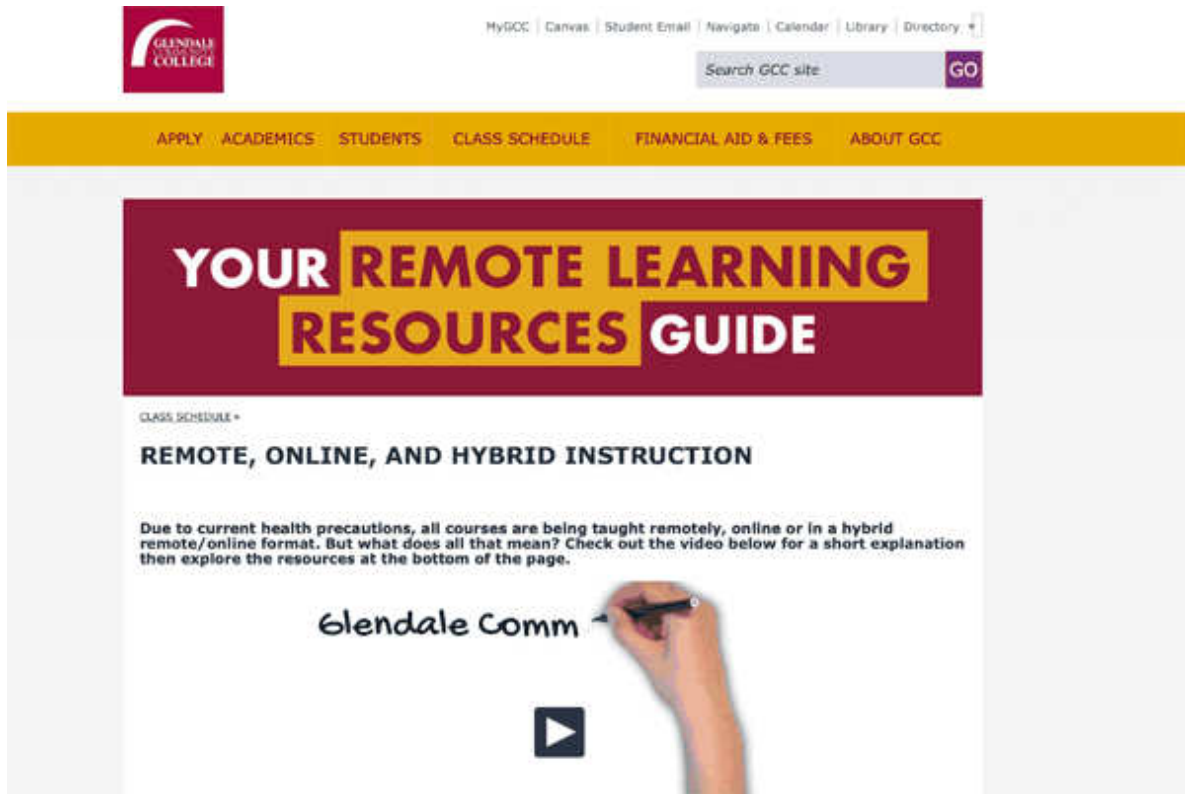 GLENDALE
COMMUNITY
COLLEGE
MyGCC | Canvas | Student Email | Navigate | Calendar | Library | Directory
Search GCC site
GO
APPLY ACADEMICS STUDENTS CLASS SCHEDULE FINANCIAL AID & FEES ABOUT GCC
YOUR REMOTE LEARNING
RESOURCES GUIDE
CLASS SCHEDULE »
REMOTE, ONLINE, AND HYBRID INSTRUCTION
Due to current health precautions, all courses are being taught remotely, online or in a hybrid
remote/online format. But what does all that mean? Check out the video below for a short explanation
then explore the resources at the bottom of the page.
Glendale Comm